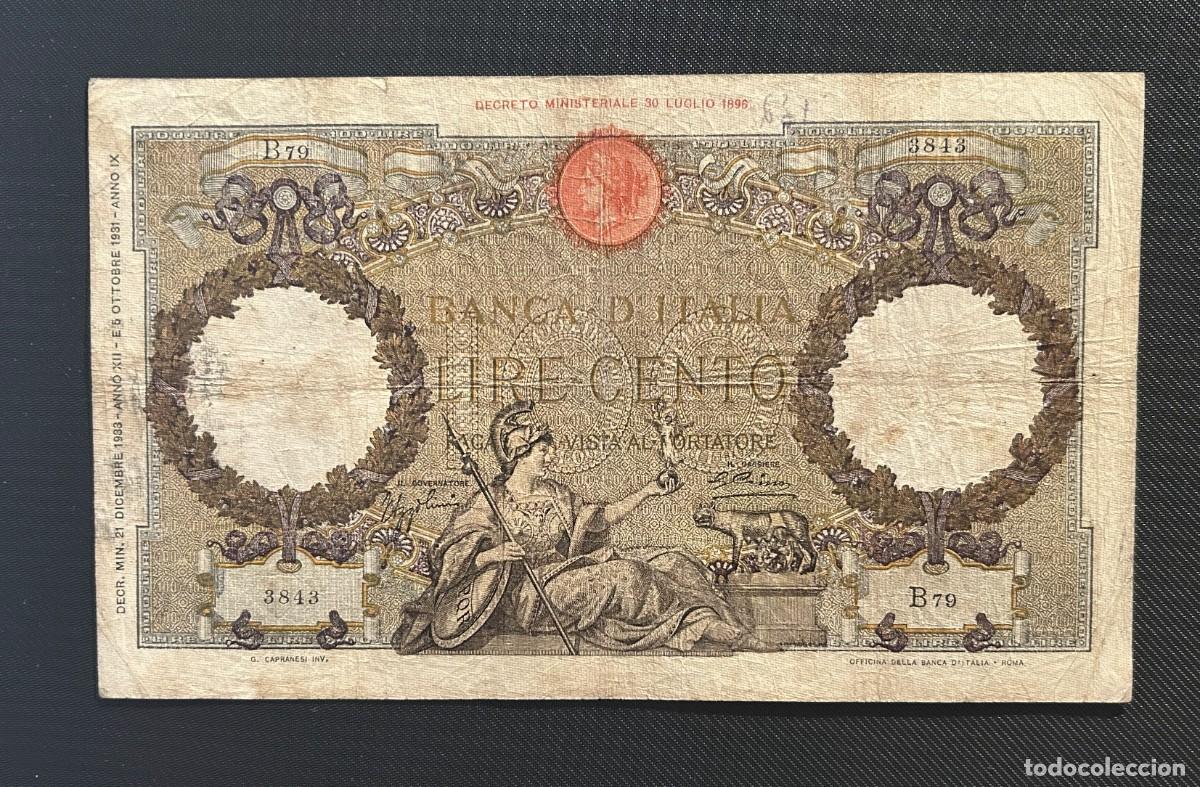 DECRETO MINISTERIALE 30 LUGLIO 1896
B79
3843
DECR. MIN. 21 DICEMBRE 1933 - ANNO XII - E 5 OTTOBRE 1931 - ANNO IX
BANCA D'ITALIA
LIRE CENTO
VISTA AL PORTATORE
IL GOVERNATORE
IL CASSIERE
3843
B79
G. CAPRANESI INV.
OFFICINA DELLA BANCA D'ITALIA • ROMA
todocoleccion